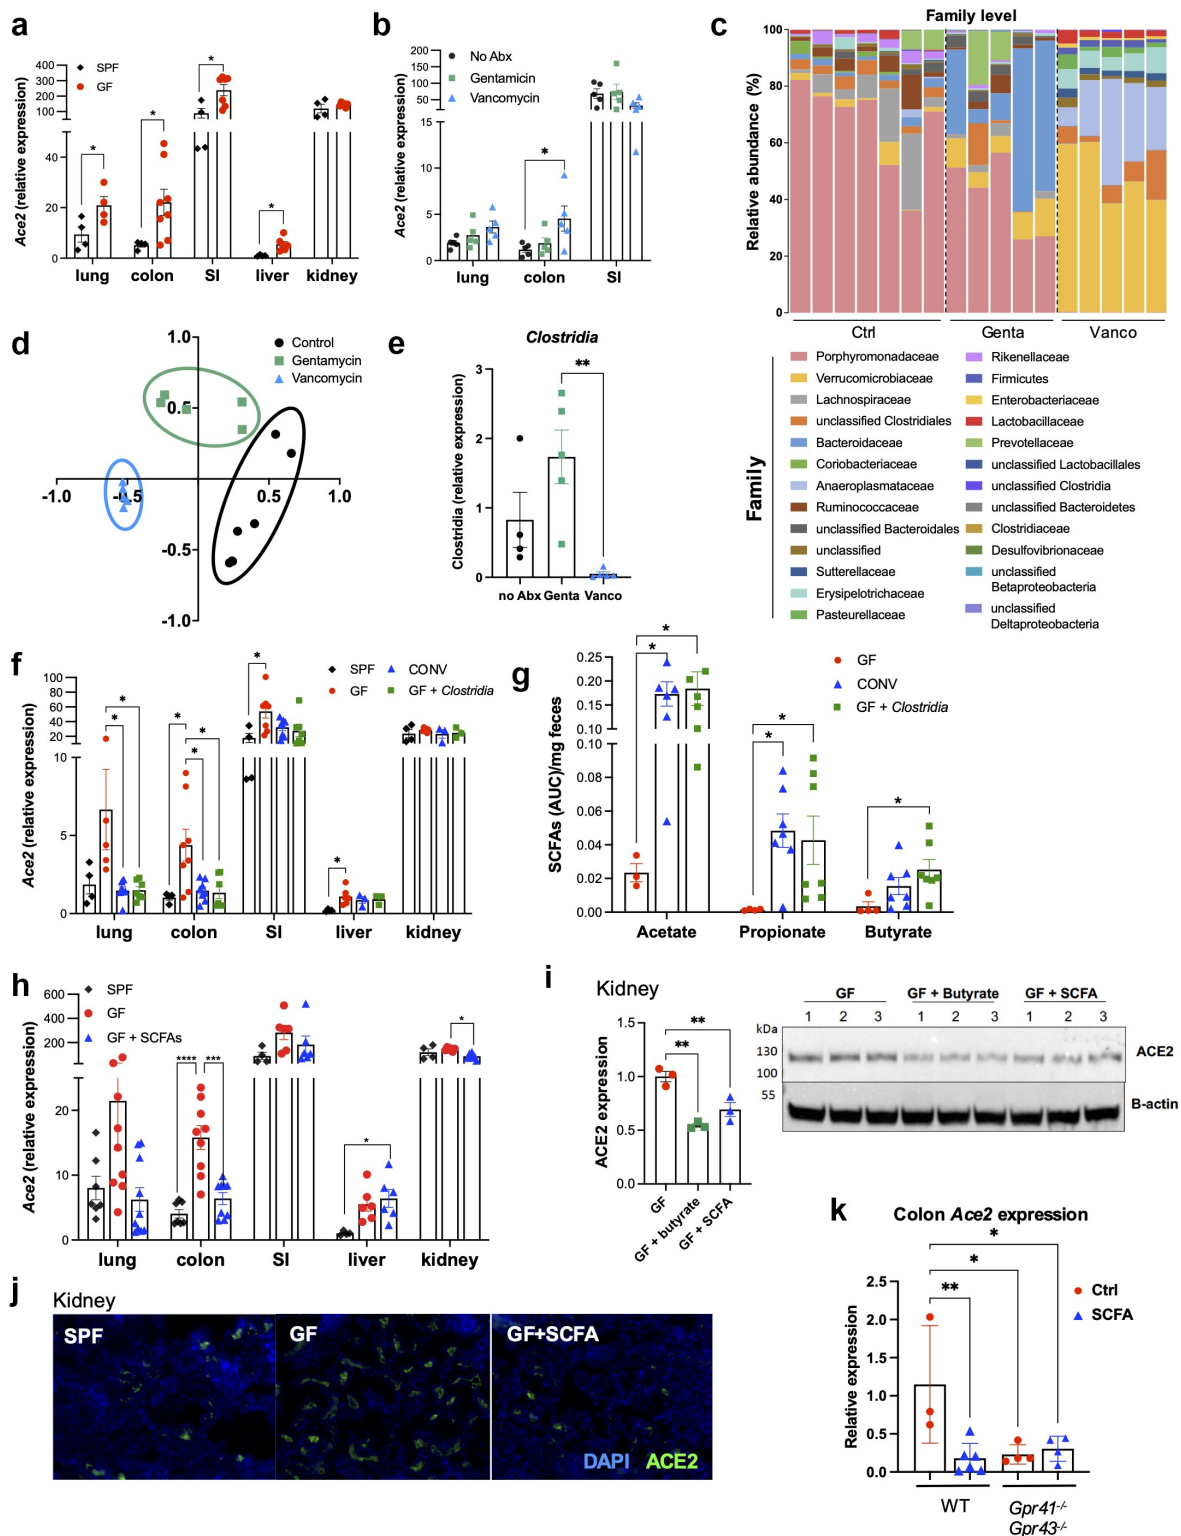 a
SPF
GF
Ace2 (relative expression)
400
300
200
100
40
20
0
*
*
*
*
lung
colon
SI
liver
kidney
b
No Abx
Gentamicin
Vancomycin
Ace2 (relative expression)
200
150
100
50
15
10
5
0
*
lung
colon
SI
c
Family level
Relative abundance (%)
100
80
60
40
20
0
Ctrl
Genta
Vanco
Family
Porphyromonadaceae
Verrucomicrobiaceae
Lachnospiraceae
unclassified Clostridiales
Bacteroidaceae
Coriobacteriaceae
Anaeroplasmataceae
Ruminococcaceae
unclassified Bacteroidales
unclassified
Sutterellaceae
Erysipelotrichaceae
Pasteurellaceae
Rikenellaceae
Firmicutes
Enterobacteriaceae
Lactobacillaceae
Prevotellaceae
unclassified Lactobacillales
unclassified Clostridia
unclassified Bacteroidetes
Clostridiaceae
Desulfovibrionaceae
unclassified
Betaproteobacteria
unclassified
Deltaproteobacteria
d
Control
Gentamycin
Vancomycin
1.0
0.5
-1.0
-0.5
0.5
1.0
-0.5
-1.0
e
Clostridia
Clostridia (relative expression)
3
2
1
0
**
no Abx
Genta
Vanco
f
SPF
GF
CONV
GF + Clostridia
Ace2 (relative expression)
100
80
60
40
20
10
5
0
*
*
*
*
*
*
*
lung
colon
SI
liver
kidney
g
GF
CONV
GF + Clostridia
SCFAs (AUC)/mg feces
0.25
0.20
0.15
0.10
0.10
0.08
0.06
0.04
0.02
0.00
*
*
*
*
*
Acetate
Propionate
Butyrate
h
SPF
GF
GF + SCFAs
Ace2 (relative expression)
600
400
200
20
10
0
****
***
*
*
lung
colon
SI
liver
kidney
i
Kidney
ACE2 expression
1.5
1.0
0.5
0.0
**
**
GF
GF + butyrate
GF + SCFA
GF
GF + Butyrate
GF + SCFA
1 2 3 1 2 3 1 2 3
kDa
130
100
55
ACE2
B-actin
j
Kidney
SPF
GF
GF+SCFA
DAPI ACE2
k
Colon Ace2 expression
Ctrl
SCFA
Relative expression
2.5
2.0
1.5
1.0
0.5
0.0
**
*
*
WT
Gpr41-/-
Gpr43-/-